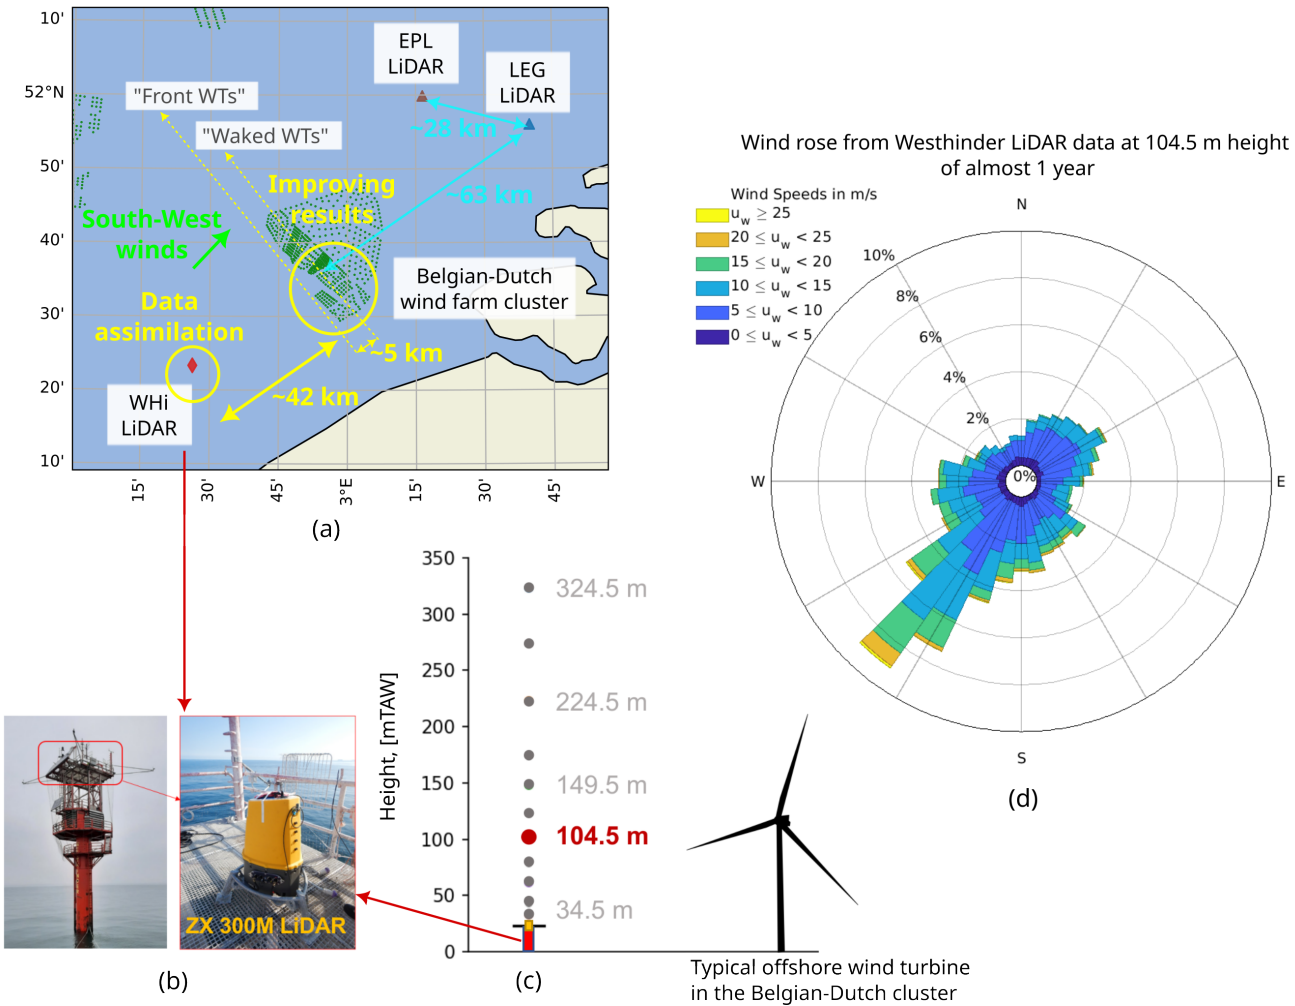 10'
52°N
50'
40'
30'
20'
10'
EPL
LiDAR
LEG
LiDAR
"Front WTs"
"Waked WTs"
~28 km
~63 km
Improving
results
South-West
winds
Belgian-Dutch
wind farm cluster
Data
assimilation
~5 km
~42 km
WHi
LiDAR
15'
30'
45'
3°E
15'
30'
45'
(a)
ZX 300M LiDAR
(b)
Height, [mTAW]
350
300
250
200
150
100
50
0
324.5 m
224.5 m
149.5 m
104.5 m
34.5 m
(c)
Typical offshore wind turbine
in the Belgian-Dutch cluster
Wind rose from Westhinder LiDAR data at 104.5 m height
of almost 1 year
Wind Speeds in m/s
u_w ≥ 25
20 ≤ u_w < 25
15 ≤ u_w < 20
10 ≤ u_w < 15
5 ≤ u_w < 10
0 ≤ u_w < 5
N
10%
8%
6%
4%
2%
0%
W
E
S
(d)